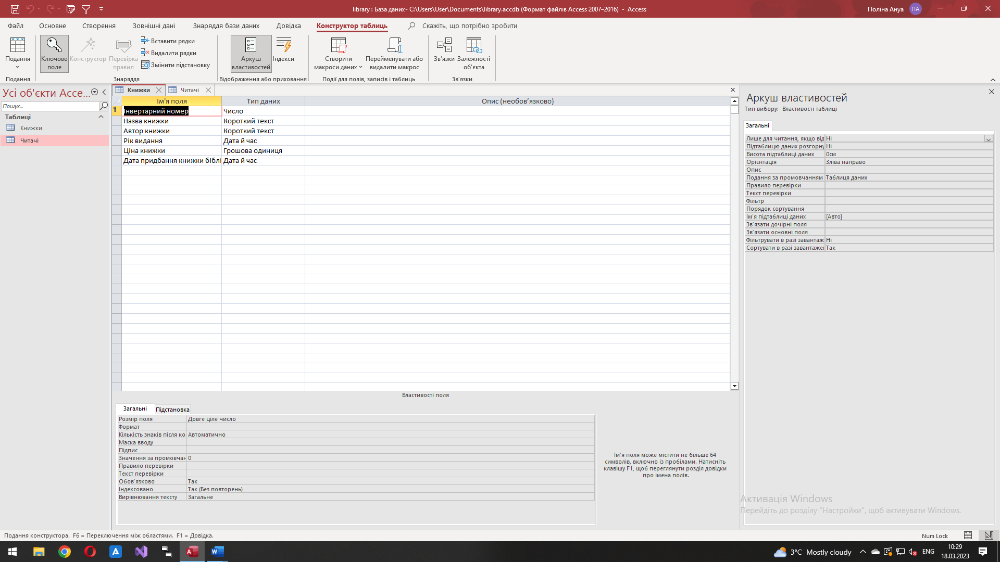 library : База даних- C:\Users\User\Documents\library.accdb (Формат файлів Access 2007–2016) - Access
Поліна Ануа
ПА
Файл
Основне
Створення
Зовнішні дані
Знаряддя бази даних
Довідка
Конструктор таблиць
Скажіть, що потрібно зробити
Подання
Ключове поле
Конструктор
Перевірка правил
Вставити рядки
Видалити рядки
Змінити підстановку
Аркуш властивостей
Індекси
Створити макроси даних
Перейменувати або видалити макрос
Зв'язки
Залежності об'єкта
Подання
Знаряддя
Відображення або приховання
Події для полів, записів і таблиць
Зв'язки
Усі об'єкти Acce...
Пошук...
Таблиці
Книжки
Читачі
Книжки
Читачі
Ім'я поля
Тип даних
Опис (необов’язково)
Інвертарний номер
Число
Назва книжки
Короткий текст
Автор книжки
Короткий текст
Рік видання
Дата й час
Ціна книжки
Грошова одиниця
Дата придбання книжки біблі
Дата й час
Властивості поля
Загальні
Підстановка
Розмір поля
Довге ціле число
Формат
Кількість знаків після ко
Автоматично
Маска вводу
Підпис
Значення за промовчан
0
Правило перевірки
Текст перевірки
Обов'язково
Так
Індексовано
Так (Без повторень)
Вирівнювання тексту
Загальне
Ім'я поля може містити не більше 64
символів, включно із пробілами. Натисніть
клавішу F1, щоб переглянути розділ довідки
про імена полів.
Аркуш властивостей
Тип вибору: Властивості таблиці
Загальні
Лише для читання, якщо від
Ні
Підтаблицю даних розгорну
Ні
Висота підтаблиці даних
0см
Орієнтація
Зліва направо
Опис
Подання за промовчанням
Таблиця даних
Правило перевірки
Текст перевірки
Фільтр
Порядок сортування
Ім'я підтаблиці даних
[Авто]
Зв'язати дочірні поля
Зв'язати основні поля
Фільтрувати в разі завантаж
Ні
Сортувати в разі завантаже
Так
Активація Windows
Перейдіть до розділу "Настройки", щоб активувати Windows.
Подання конструктора. F6 = Переключення між областями. F1 = Довідка.
Num Lock
3°C Mostly cloudy
ENG
10:29
18.03.2023